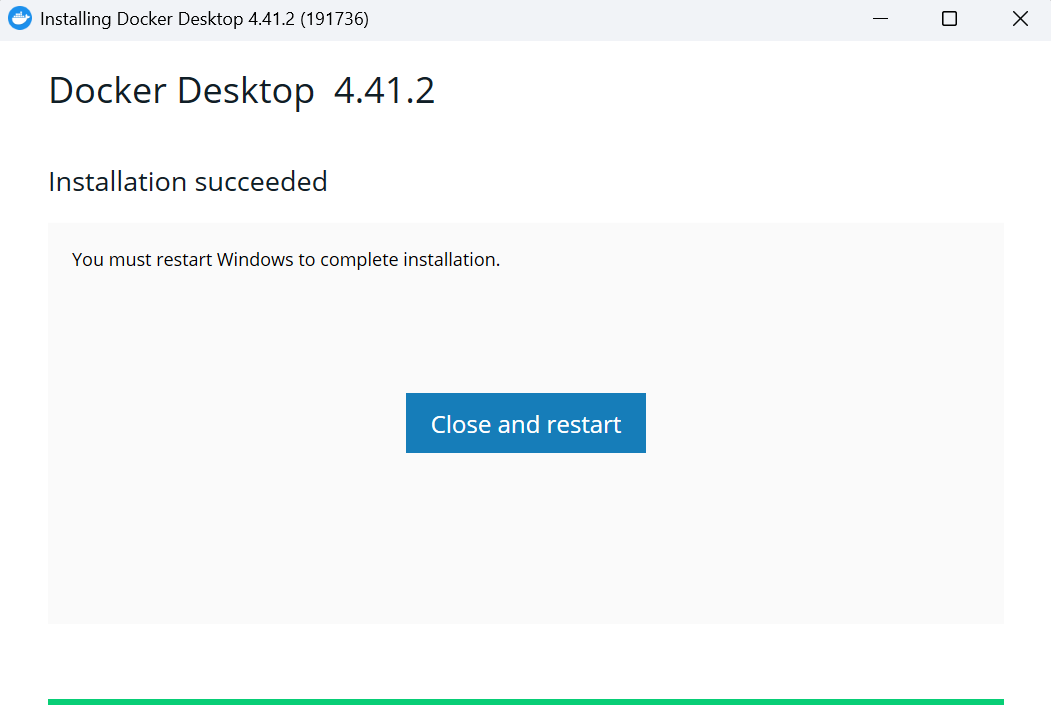 Installing Docker Desktop 4.41.2 (191736)
Docker Desktop 4.41.2
Installation succeeded
You must restart Windows to complete installation.
Close and restart